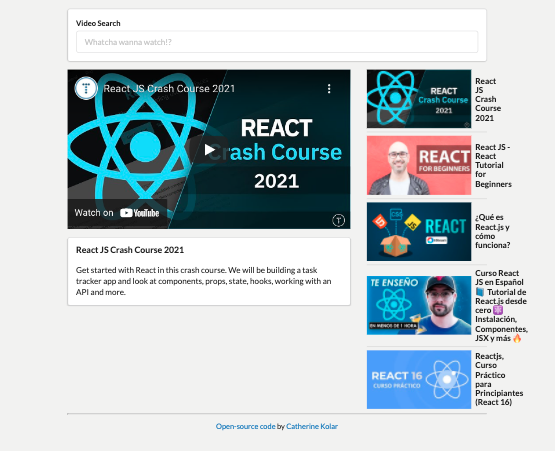 Video Search
Whatcha wanna watch!?
React JS Crash Course 2021
REACT
Crash Course
2021
Watch on YouTube
React JS Crash Course 2021
Get started with React in this crash course. We will be building a task
tracker app and look at components, props, state, hooks, working with an
API and more.
REACT
Crash Course
2021
React
JS
Crash
Course
2021
REACT
FOR BEGINNERS
React JS -
React
Tutorial
for
Beginners
CSS
JS
REACT
¿Qué es
React.js y
cómo
funciona?
TE ENSEÑO
EN MENOS DE 1 HORA
Curso React
JS en Español
📘 Tutorial de
React.js desde
cero ⚛️
Instalación,
Componentes,
JSX y más 🔥
REACT 16
CURSO PRÁCTICO
Reactjs,
Curso
Práctico
para
Principiantes
(React 16)
Open-source code by Catherine Kolar